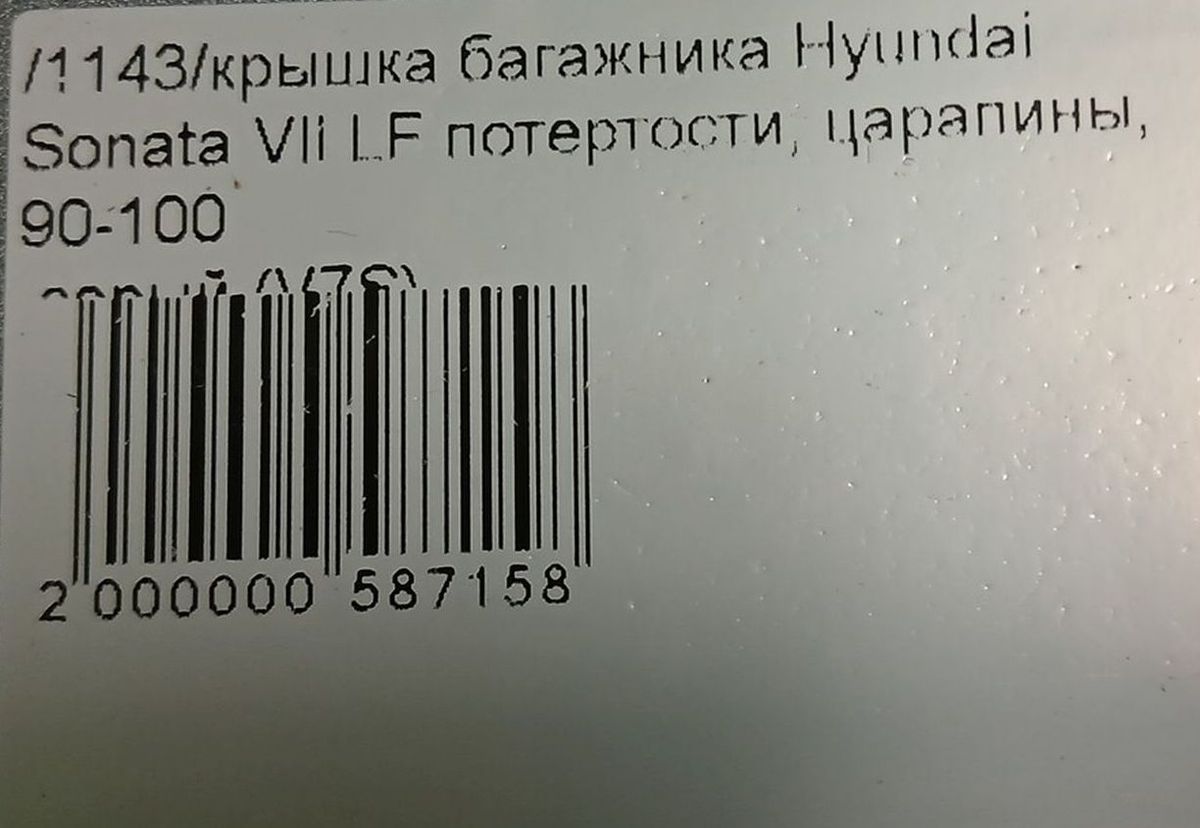 /1143/крышка багажника Hyundai
Sonata VIi LF потертости, царапины,
90-100
2 000000 587158